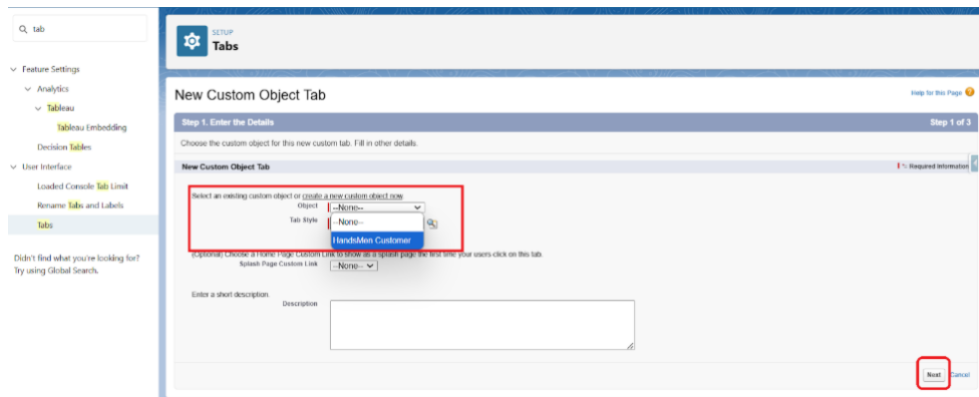 tab
Feature Settings
Analytics
Tableau
Tableau Embedding
Decision Tables
User Interface
Loaded Console Tab Limit
Rename Tabs and Labels
Tabs
Didn't find what you're looking for?
Try using Global Search.
SETUP
Tabs
New Custom Object Tab
Help for this Page
Step 1. Enter the Details
Step 1 of 3
Choose the custom object for this new custom tab. Fill in other details.
New Custom Object Tab
= Required Information
Select an existing custom object or create a new custom object now.
Object --None--
Tab Style --None--
HandsMen Customer
(Optional) Choose a Home Page Custom Link to show as a splash page the first time your users click on this tab.
Splash Page Custom Link --None--
Enter a short description.
Description
Next Cancel